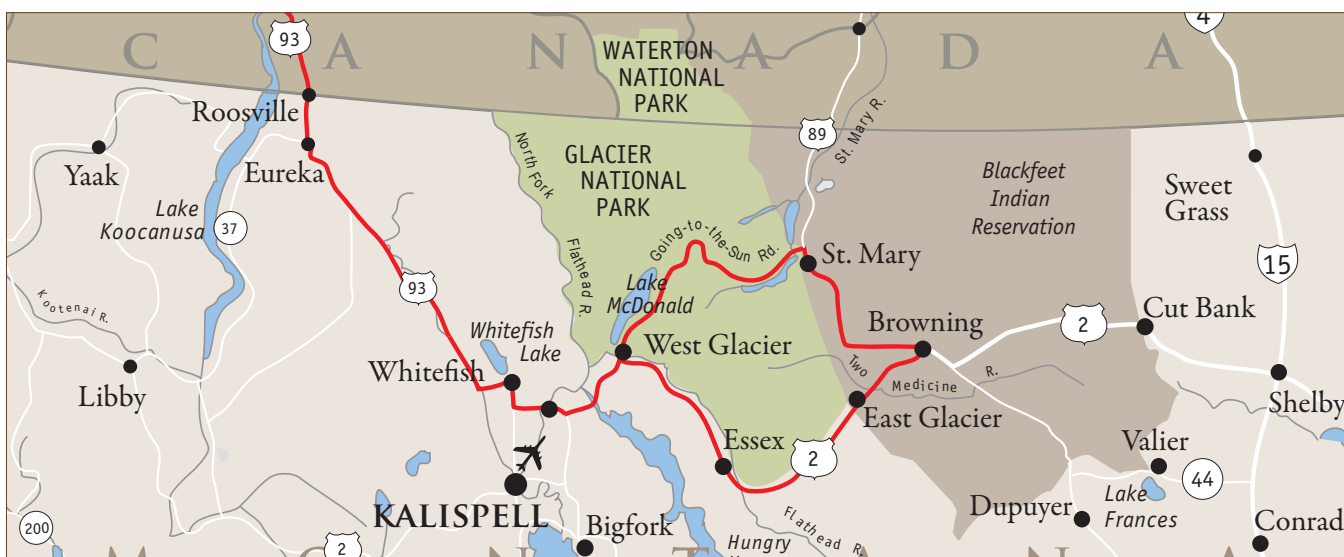 C A N A D A
93
4
WATERTON
NATIONAL
PARK
Roosville
Eureka
Yaak
Lake
Koocanusa
37
North Fork
Flathead R.
GLACIER
NATIONAL
PARK
89
St. Mary R.
Blackfeet
Indian
Reservation
Sweet
Grass
15
Going-to-the-Sun Rd.
St. Mary
Lake
McDonald
Kootenai R.
93
Whitefish
Lake
Whitefish
West Glacier
Browning
2
Cut Bank
Libby
Two Medicine R.
East Glacier
Shelby
Essex
2
Valier
44
KALISPELL
Dupuyer
Lake
Frances
Conrad
200
2
Bigfork
Hungry
Flathead R.
M O N T A N A